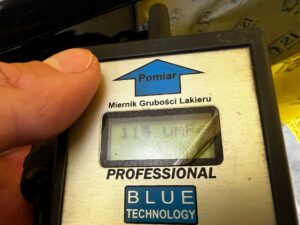 Pomiar
Miernik Grubości Lakieru
PROFESSIONAL
BLUE
TECHNOLOGY